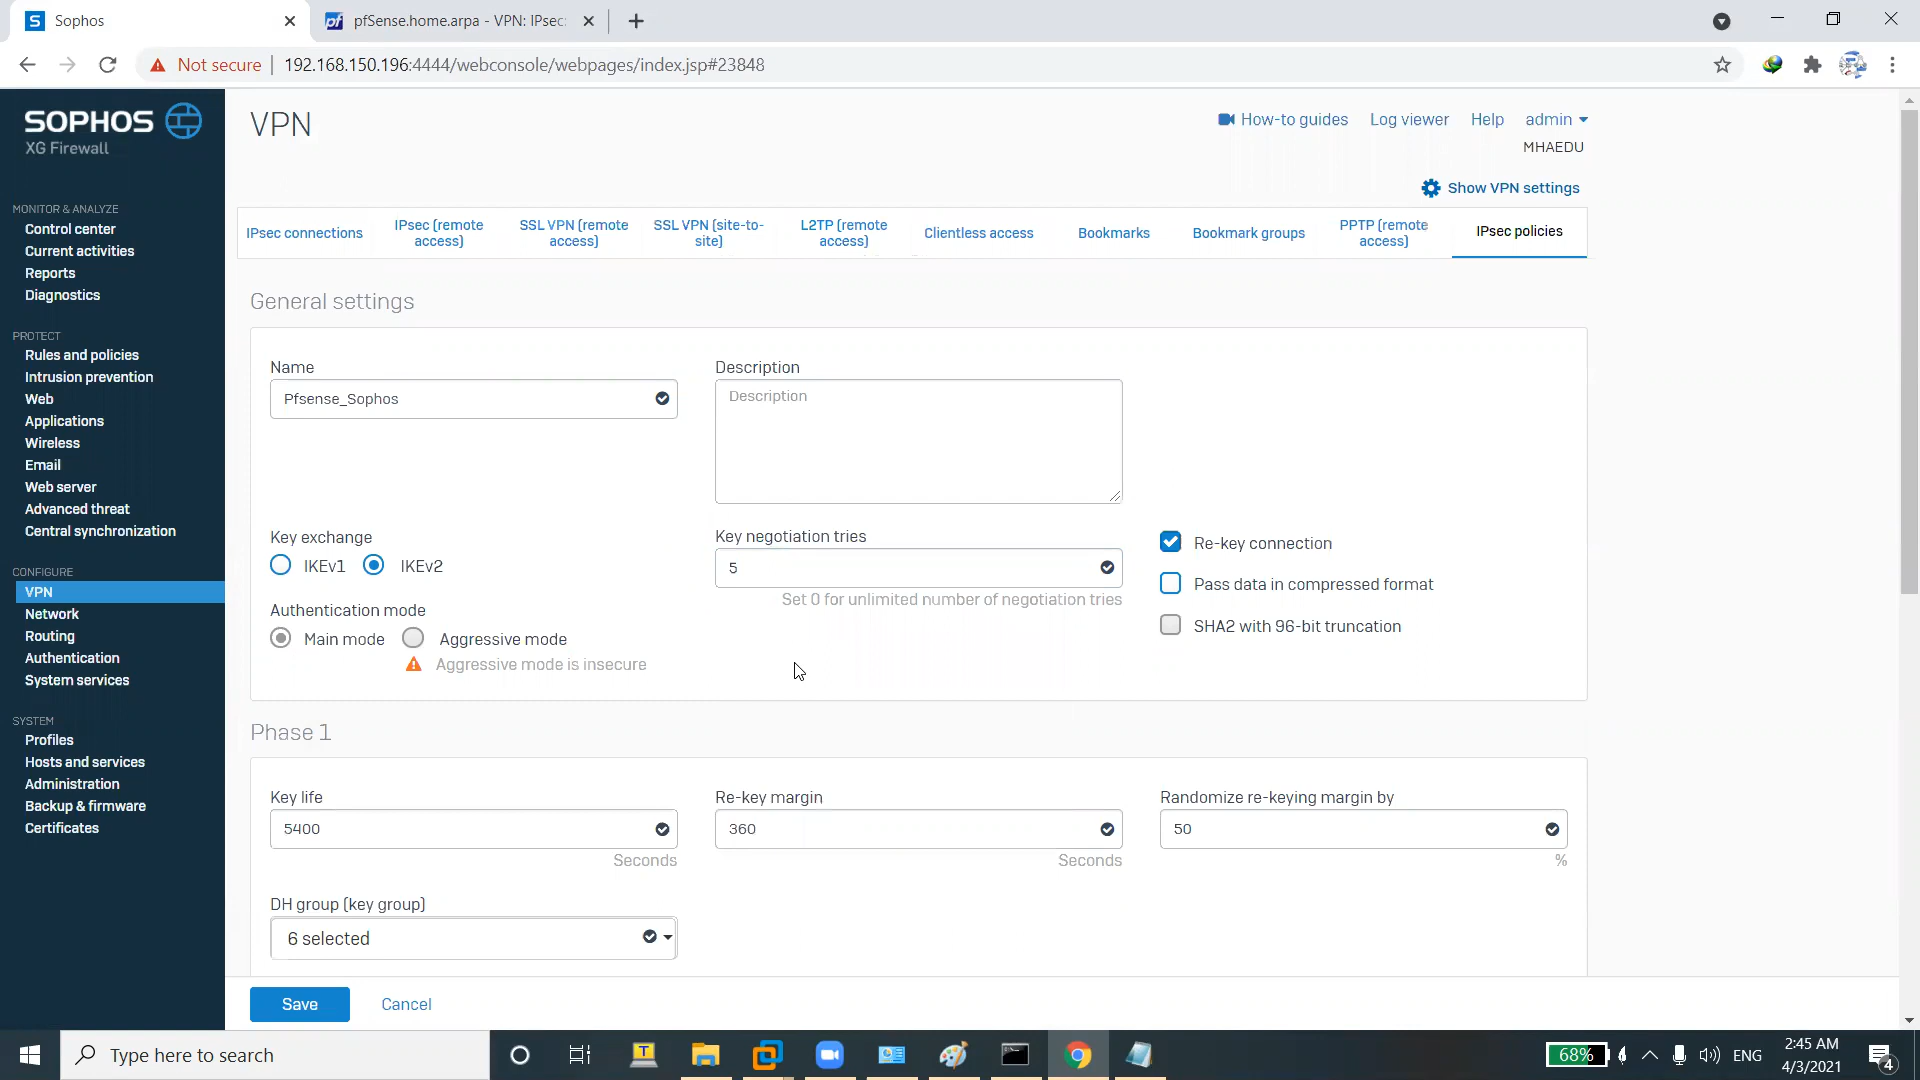 Sophos
pfSense.home.arpa - VPN: IPsec:
Not secure
192.168.150.196:4444/webconsole/webpages/index.jsp#23848
SOPHOS
XG Firewall
MONITOR & ANALYZE
Control center
Current activities
Reports
Diagnostics
PROTECT
Rules and policies
Intrusion prevention
Web
Applications
Wireless
Email
Web server
Advanced threat
Central synchronization
CONFIGURE
VPN
Network
Routing
Authentication
System services
SYSTEM
Profiles
Hosts and services
Administration
Backup & firmware
Certificates
VPN
How-to guides
Log viewer
Help
admin
MHAEDU
Show VPN settings
IPsec connections
IPsec (remote
access)
SSL VPN (remote
access)
SSL VPN (site-to-
site)
L2TP (remote
access)
Clientless access
Bookmarks
Bookmark groups
PPTP (remote
access)
IPsec policies
General settings
Name
Pfsense_Sophos
Description
Description
Key exchange
IKEv1
IKEv2
Authentication mode
Main mode
Aggressive mode
Aggressive mode is insecure
Key negotiation tries
5
Set 0 for unlimited number of negotiation tries
Re-key connection
Pass data in compressed format
SHA2 with 96-bit truncation
Phase 1
Key life
5400
Seconds
Re-key margin
360
Seconds
Randomize re-keying margin by
50
%
DH group (key group)
6 selected
Save
Cancel
Type here to search
68%
ENG
2:45 AM
4/3/2021
4